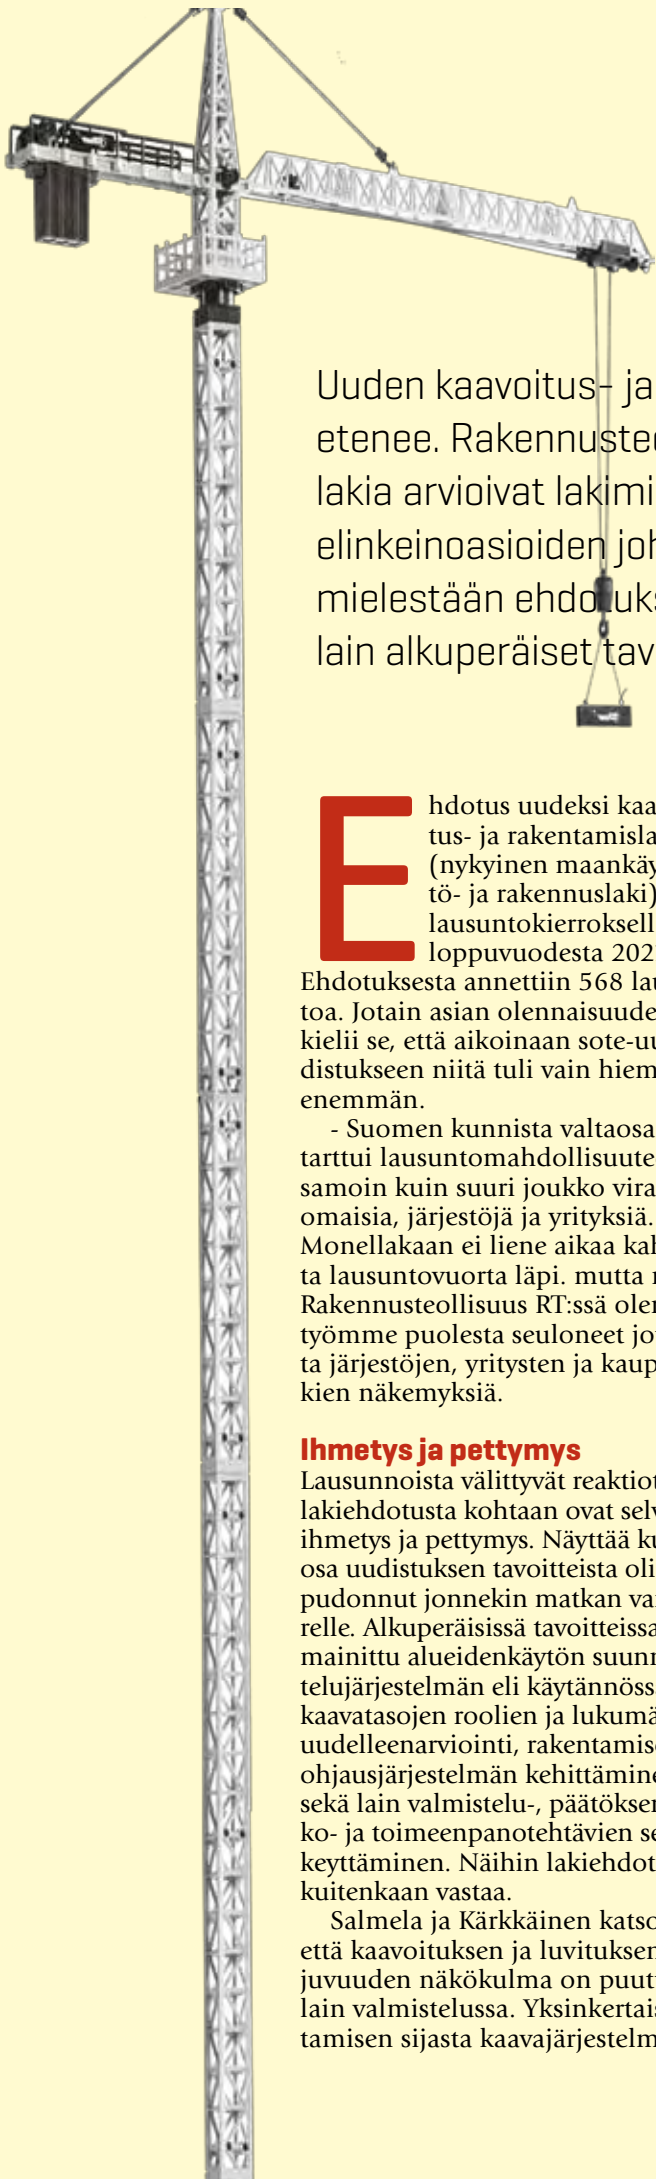 Uuden kaavoitus- ja
etenee. Rakennusteo
lakia arvioivat lakimi
elinkeinoasioiden joh
mielestään ehdotuks
lain alkuperäiset tav
Ehdotus uudeksi kaa
tus- ja rakentamisla
(nykyinen maankäy
tö- ja rakennuslaki)
lausuntokierroksell
loppuvuodesta 202
Ehdotuksesta annettiin 568 lau
toa. Jotain asian olennaisuude
kielii se, että aikoinaan sote-uu
distukseen niitä tuli vain hiem
enemmän.
- Suomen kunnista valtaosa
tarttui lausuntomahdollisuute
samoin kuin suuri joukko vira
omaisia, järjestöjä ja yrityksiä.
Monellakaan ei liene aikaa kah
ta lausuntovuorta läpi. mutta m
Rakennusteollisuus RT:ssä olem
työmme puolesta seuloneet jo
ta järjestöjen, yritysten ja kaup
kien näkemyksiä.
Ihmetys ja pettymys
Lausunnoista välittyvät reaktiot
lakiehdotusta kohtaan ovat selv
ihmetys ja pettymys. Näyttää ku
osa uudistuksen tavoitteista oli
pudonnut jonnekin matkan va
relle. Alkuperäisissä tavoitteissa
mainittu alueidenkäytön suunn
telujärjestelmän eli käytännöss
kaavatasojen roolien ja lukumä
uudelleenarviointi, rakentamise
ohjausjärjestelmän kehittämine
sekä lain valmistelu-, päätöksen
ko- ja toimeenpanotehtävien se
keyttäminen. Näihin lakiehdot
kuitenkaan vastaa.
Salmela ja Kärkkäinen katso
että kaavoituksen ja luvituksen
juvuuden näkökulma on puutt
lain valmistelussa. Yksinkertais
tamisen sijasta kaavajärjestelm